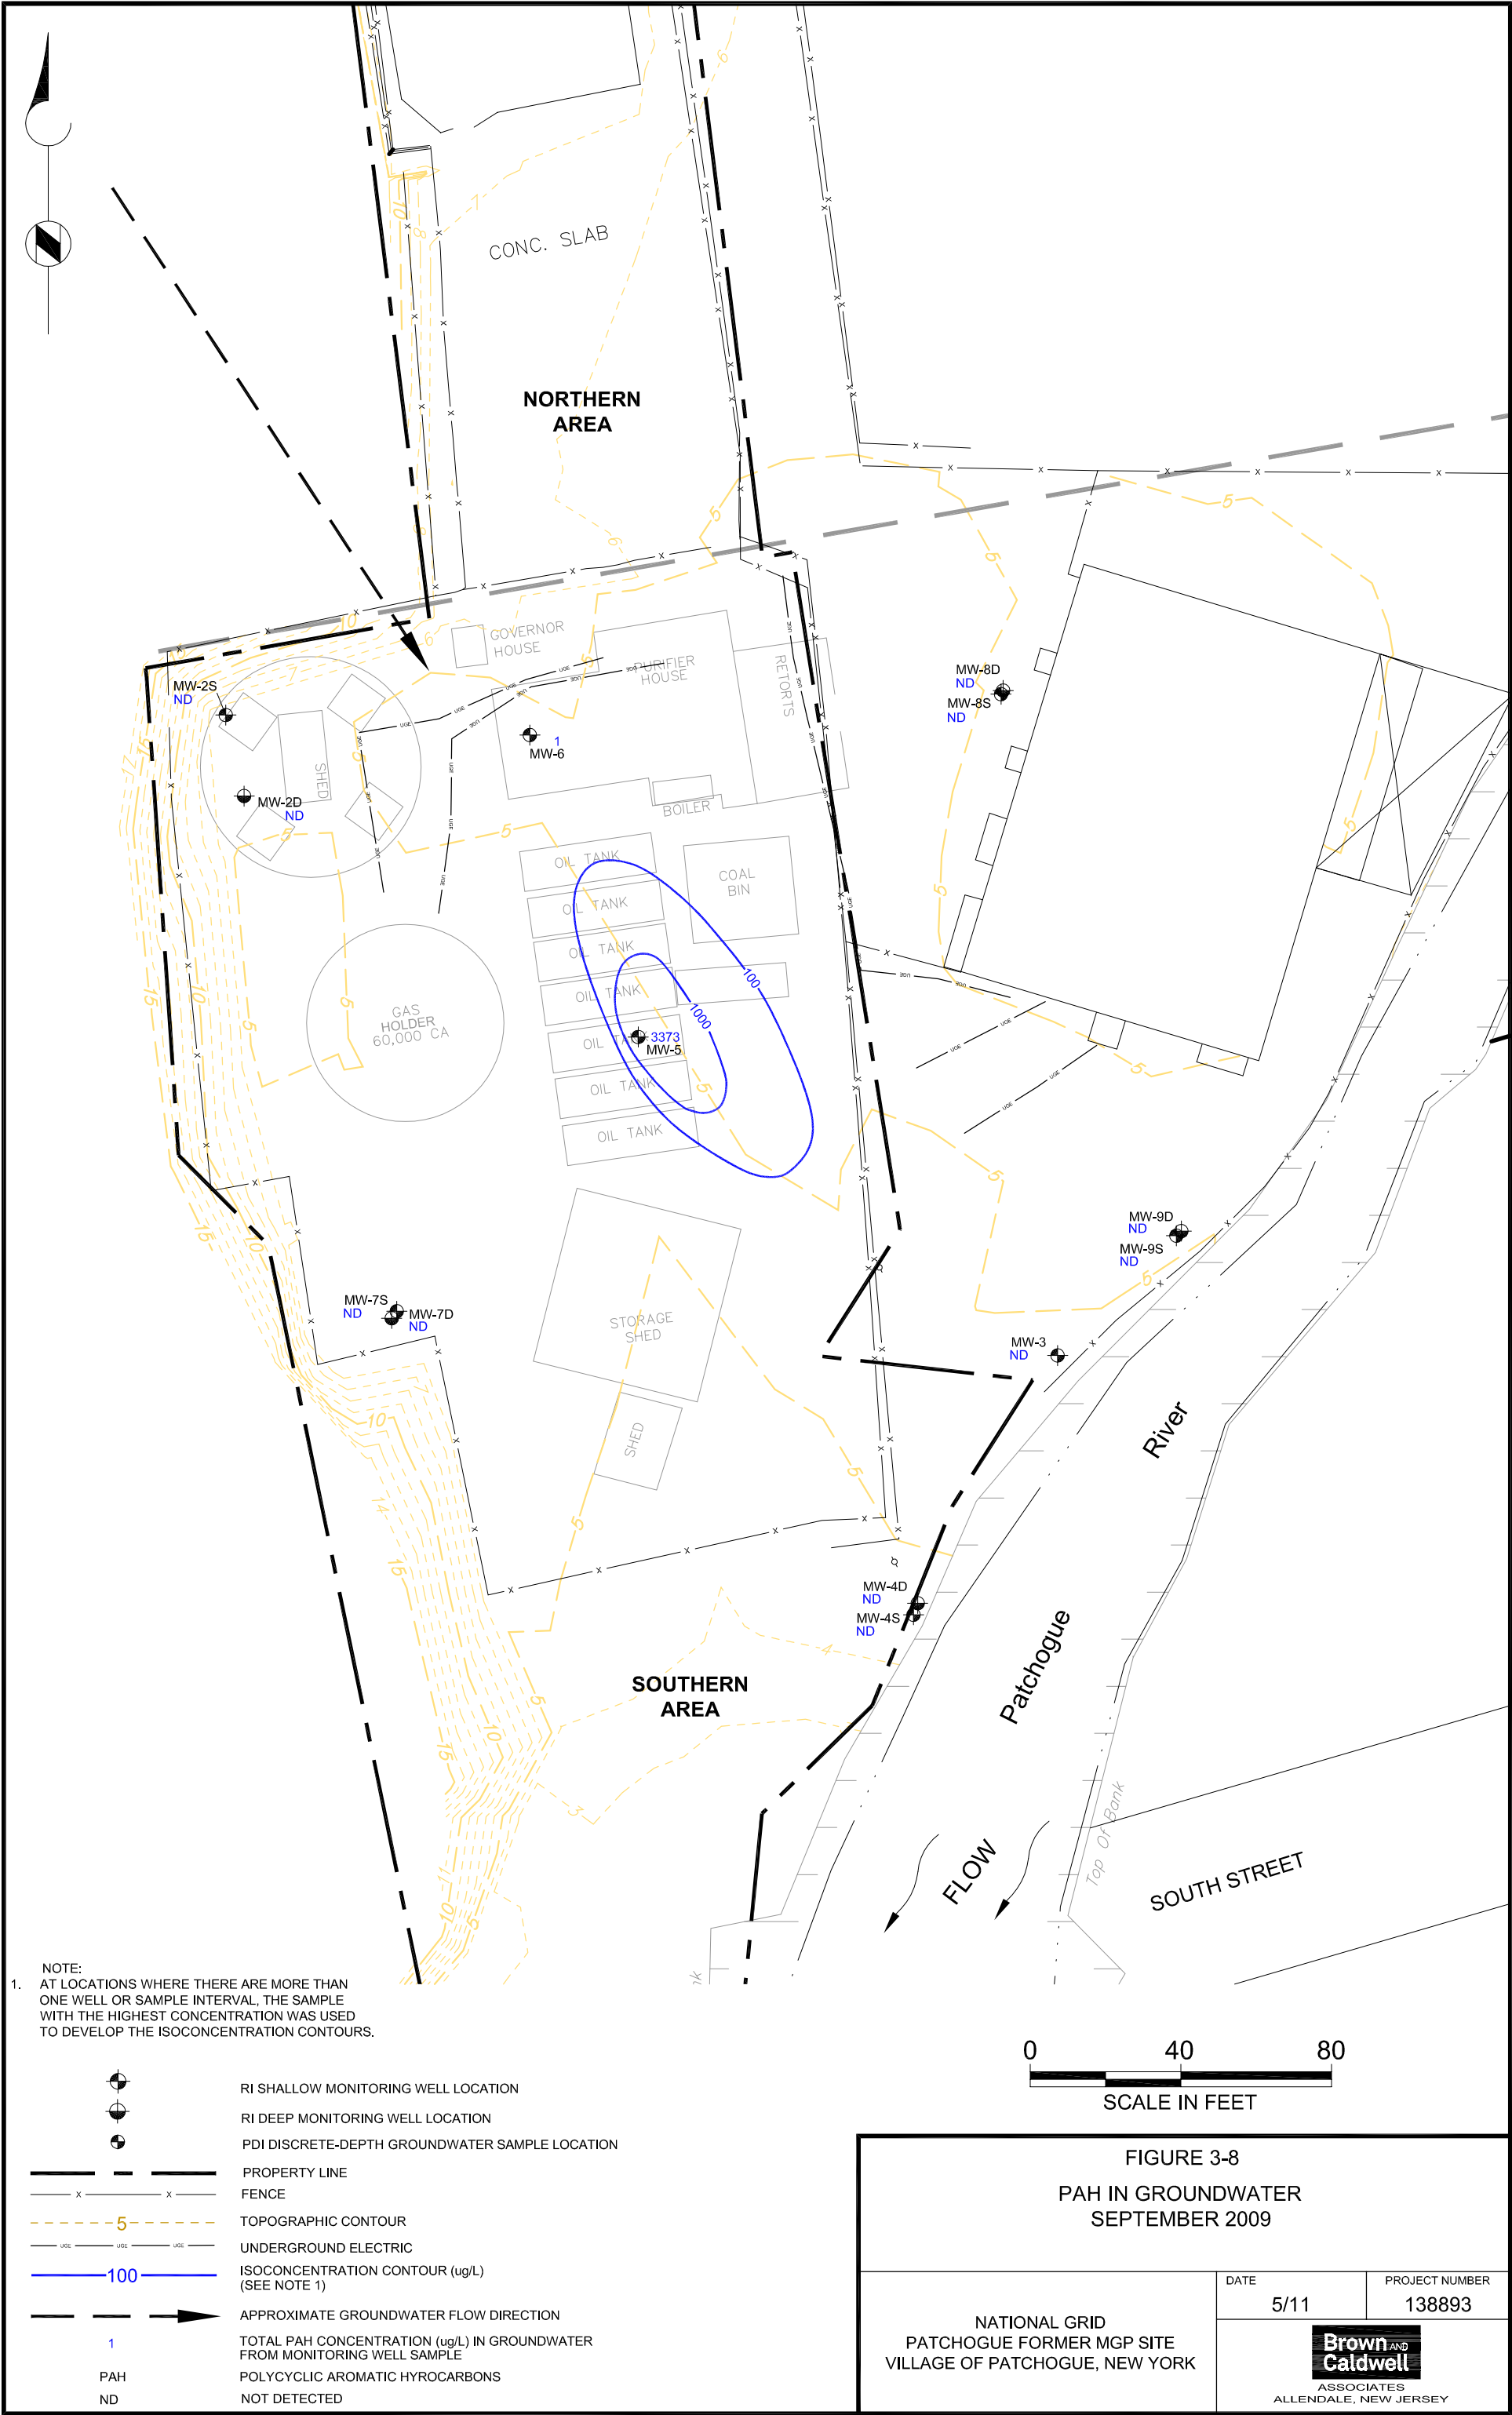 CONC. SLAB
NORTHERN
AREA
GOVERNOR
HOUSE
PURIFIER
HOUSE
RETORTS
BOILER
MW-2S
ND
SHED
MW-2D
ND
1
MW-6
MW-8D
ND
MW-8S
ND
OIL TANK
OIL TANK
OIL TANK
OIL TANK
OIL TANK
OIL TANK
OIL TANK
COAL
BIN
100
1000
3373
MW-5
GAS
HOLDER
60,000 CA
MW-9D
ND
MW-9S
ND
MW-7S
ND
MW-7D
ND
STORAGE
SHED
SHED
MW-3
ND
MW-4D
ND
MW-4S
ND
SOUTHERN
AREA
Patchogue River
FLOW
Top Of Bank
SOUTH STREET
NOTE:
1. AT LOCATIONS WHERE THERE ARE MORE THAN
ONE WELL OR SAMPLE INTERVAL, THE SAMPLE
WITH THE HIGHEST CONCENTRATION WAS USED
TO DEVELOP THE ISOCONCENTRATION CONTOURS.
RI SHALLOW MONITORING WELL LOCATION
RI DEEP MONITORING WELL LOCATION
PDI DISCRETE-DEPTH GROUNDWATER SAMPLE LOCATION
PROPERTY LINE
X X FENCE
5 TOPOGRAPHIC CONTOUR
UGE UGE UGE UNDERGROUND ELECTRIC
100 ISOCONCENTRATION CONTOUR (ug/L)
(SEE NOTE 1)
APPROXIMATE GROUNDWATER FLOW DIRECTION
1 TOTAL PAH CONCENTRATION (ug/L) IN GROUNDWATER
FROM MONITORING WELL SAMPLE
PAH POLYCYCLIC AROMATIC HYROCARBONS
ND NOT DETECTED
0 40 80
SCALE IN FEET
FIGURE 3-8
PAH IN GROUNDWATER
SEPTEMBER 2009
NATIONAL GRID
PATCHOGUE FORMER MGP SITE
VILLAGE OF PATCHOGUE, NEW YORK
DATE
5/11
PROJECT NUMBER
138893
Brown AND
Caldwell
ASSOCIATES
ALLENDALE, NEW JERSEY